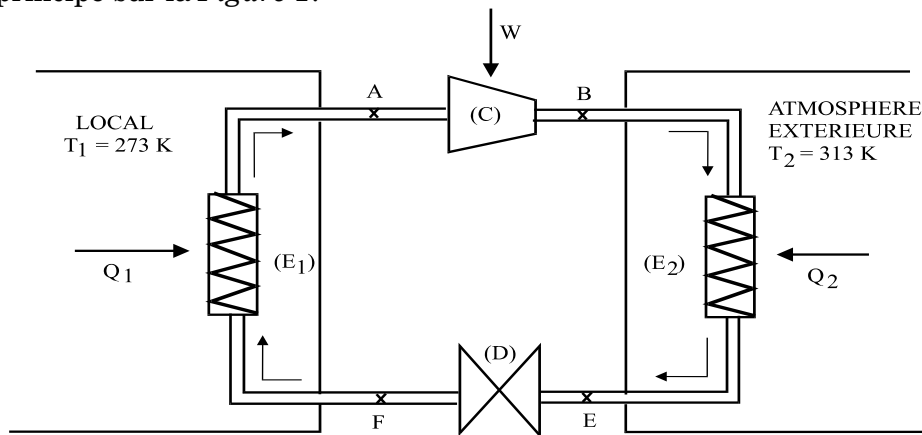 principe sur la Figure 1.
W
A
B
(C)
LOCAL
T1 = 273 K
ATMOSPHERE
EXTERIEURE
T2 = 313 K
Q1
(E1)
(E2)
Q2
(D)
F
E